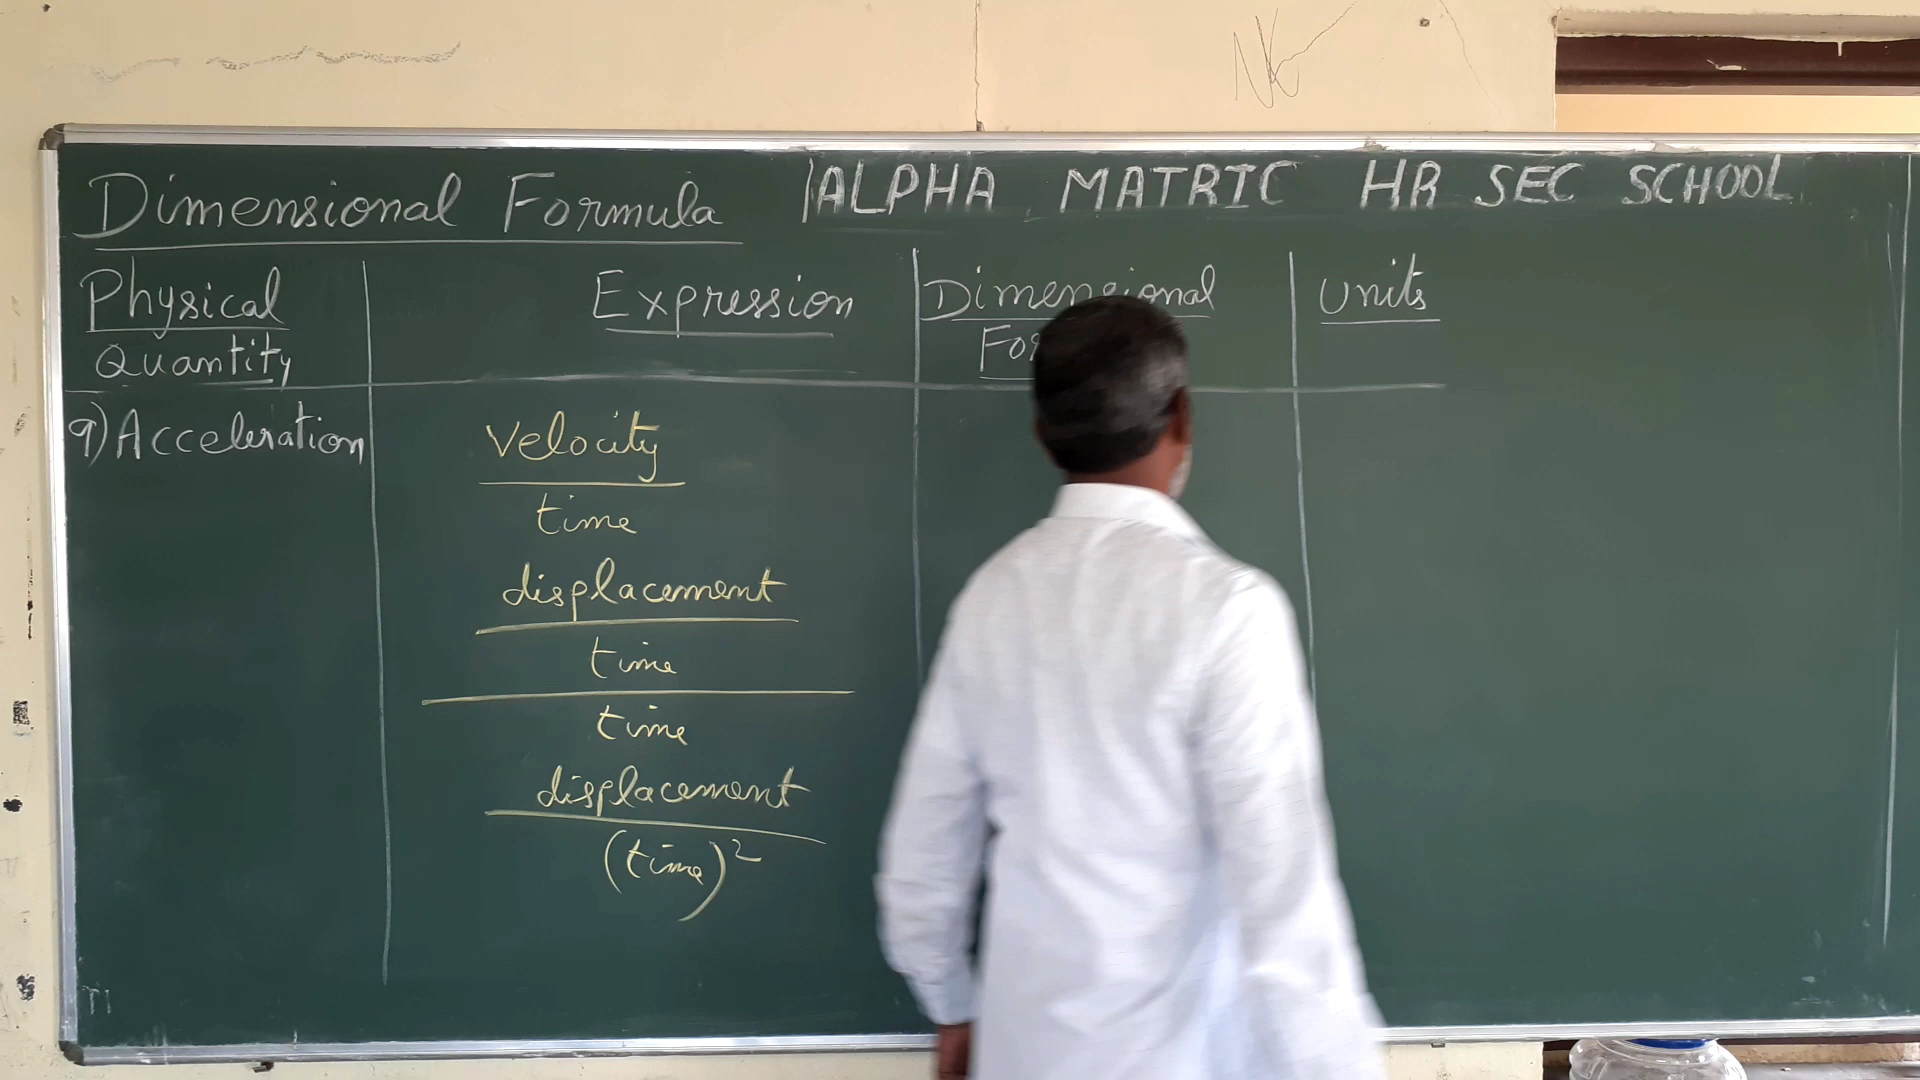 Dimensional Formula
ALPHA MATRIC HR SEC SCHOOL
Physical Quantity
Expression
Dimensional
Units
9) Acceleration
Velocity
time
displacement
time
time
displacement
(time)²